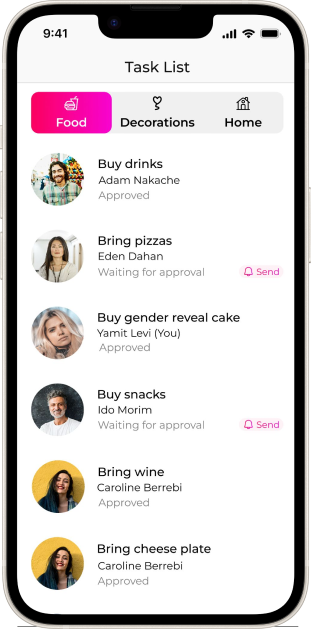 9:41
Task List
Food
Decorations
Home
Buy drinks
Adam Nakache
Approved
Bring pizzas
Eden Dahan
Waiting for approval
Send
Buy gender reveal cake
Yamit Levi (You)
Approved
Buy snacks
Ido Morim
Waiting for approval
Send
Bring wine
Caroline Berrebi
Approved
Bring cheese plate
Caroline Berrebi
Approved